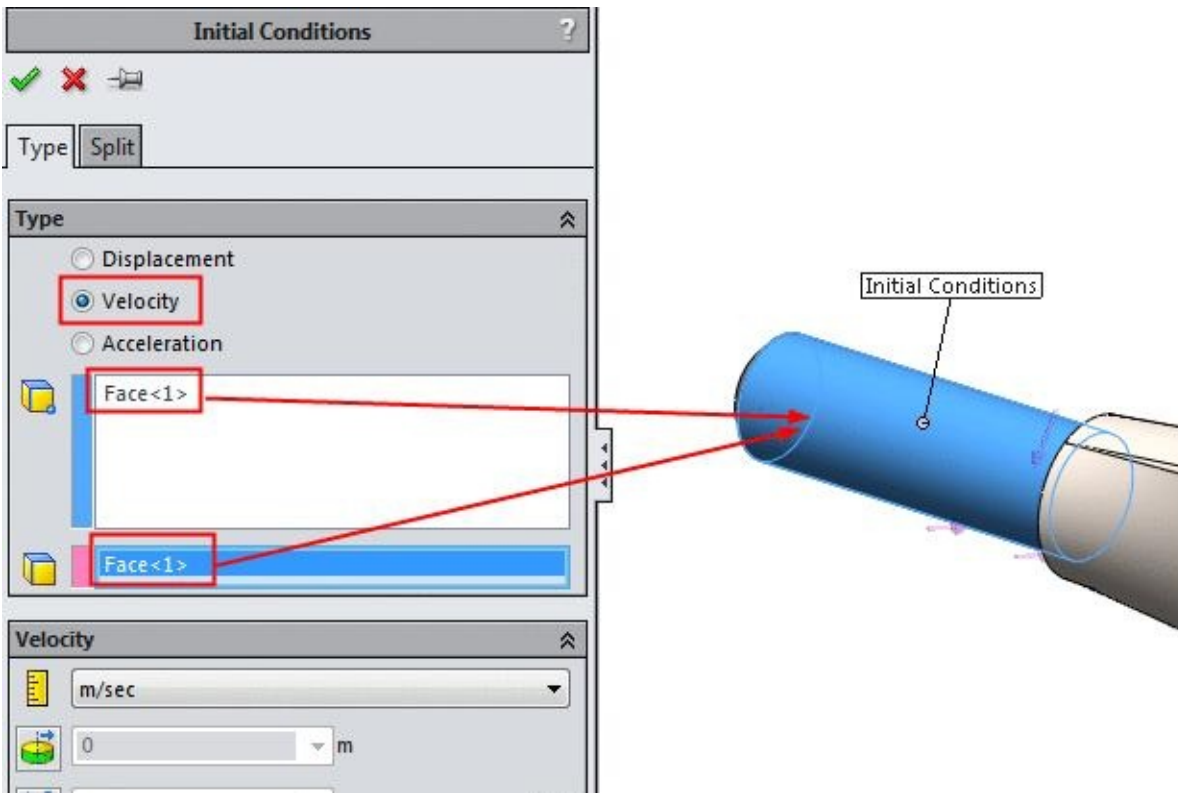 Initial Conditions ?
Type Split
Type
Displacement
Velocity
Acceleration
Face<1>
Face<1>
Velocity
m/sec
0 m
Initial Conditions